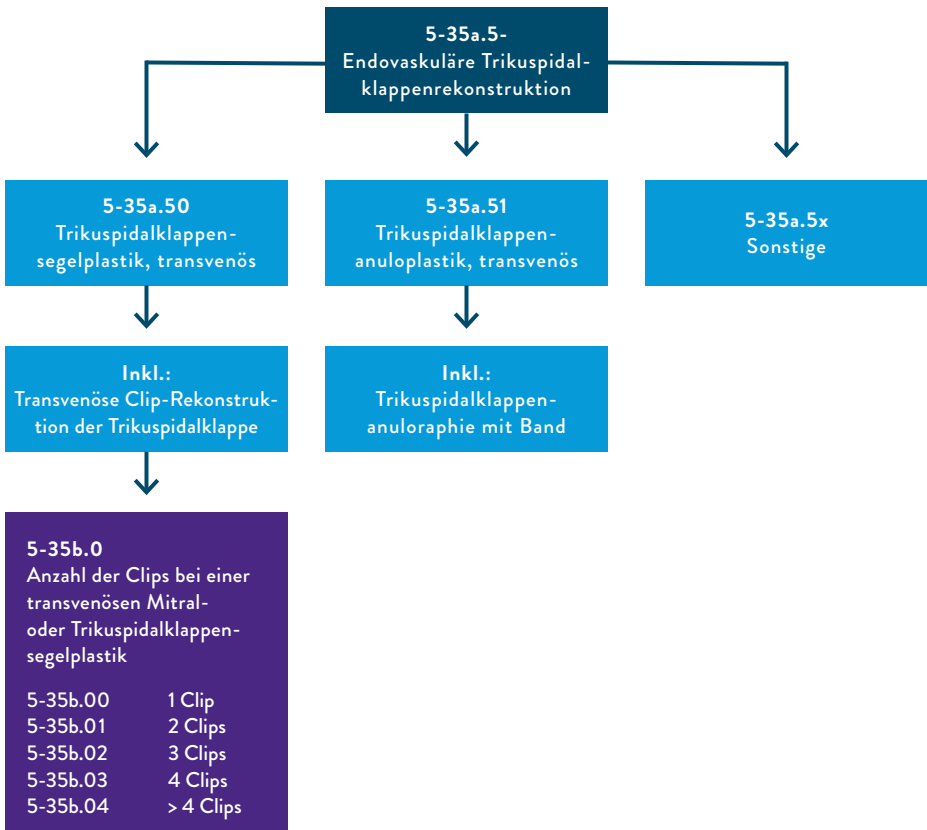 5-35a.5-
Endovaskuläre Trikuspidal-
klappenrekonstruktion
5-35a.50
Trikuspidalklappen-
segelplastik, transvenös
5-35a.51
Trikuspidalklappen-
anuloplastik, transvenös
5-35a.5x
Sonstige
Inkl.:
Transvenöse Clip-Rekonstruk-
tion der Trikuspidalklappe
Inkl.:
Trikuspidalklappen-
anuloraphie mit Band
5-35b.0
Anzahl der Clips bei einer
transvenösen Mitral-
oder Trikuspidalklappen-
segelplastik
5-35b.00 1 Clip
5-35b.01 2 Clips
5-35b.02 3 Clips
5-35b.03 4 Clips
5-35b.04 > 4 Clips